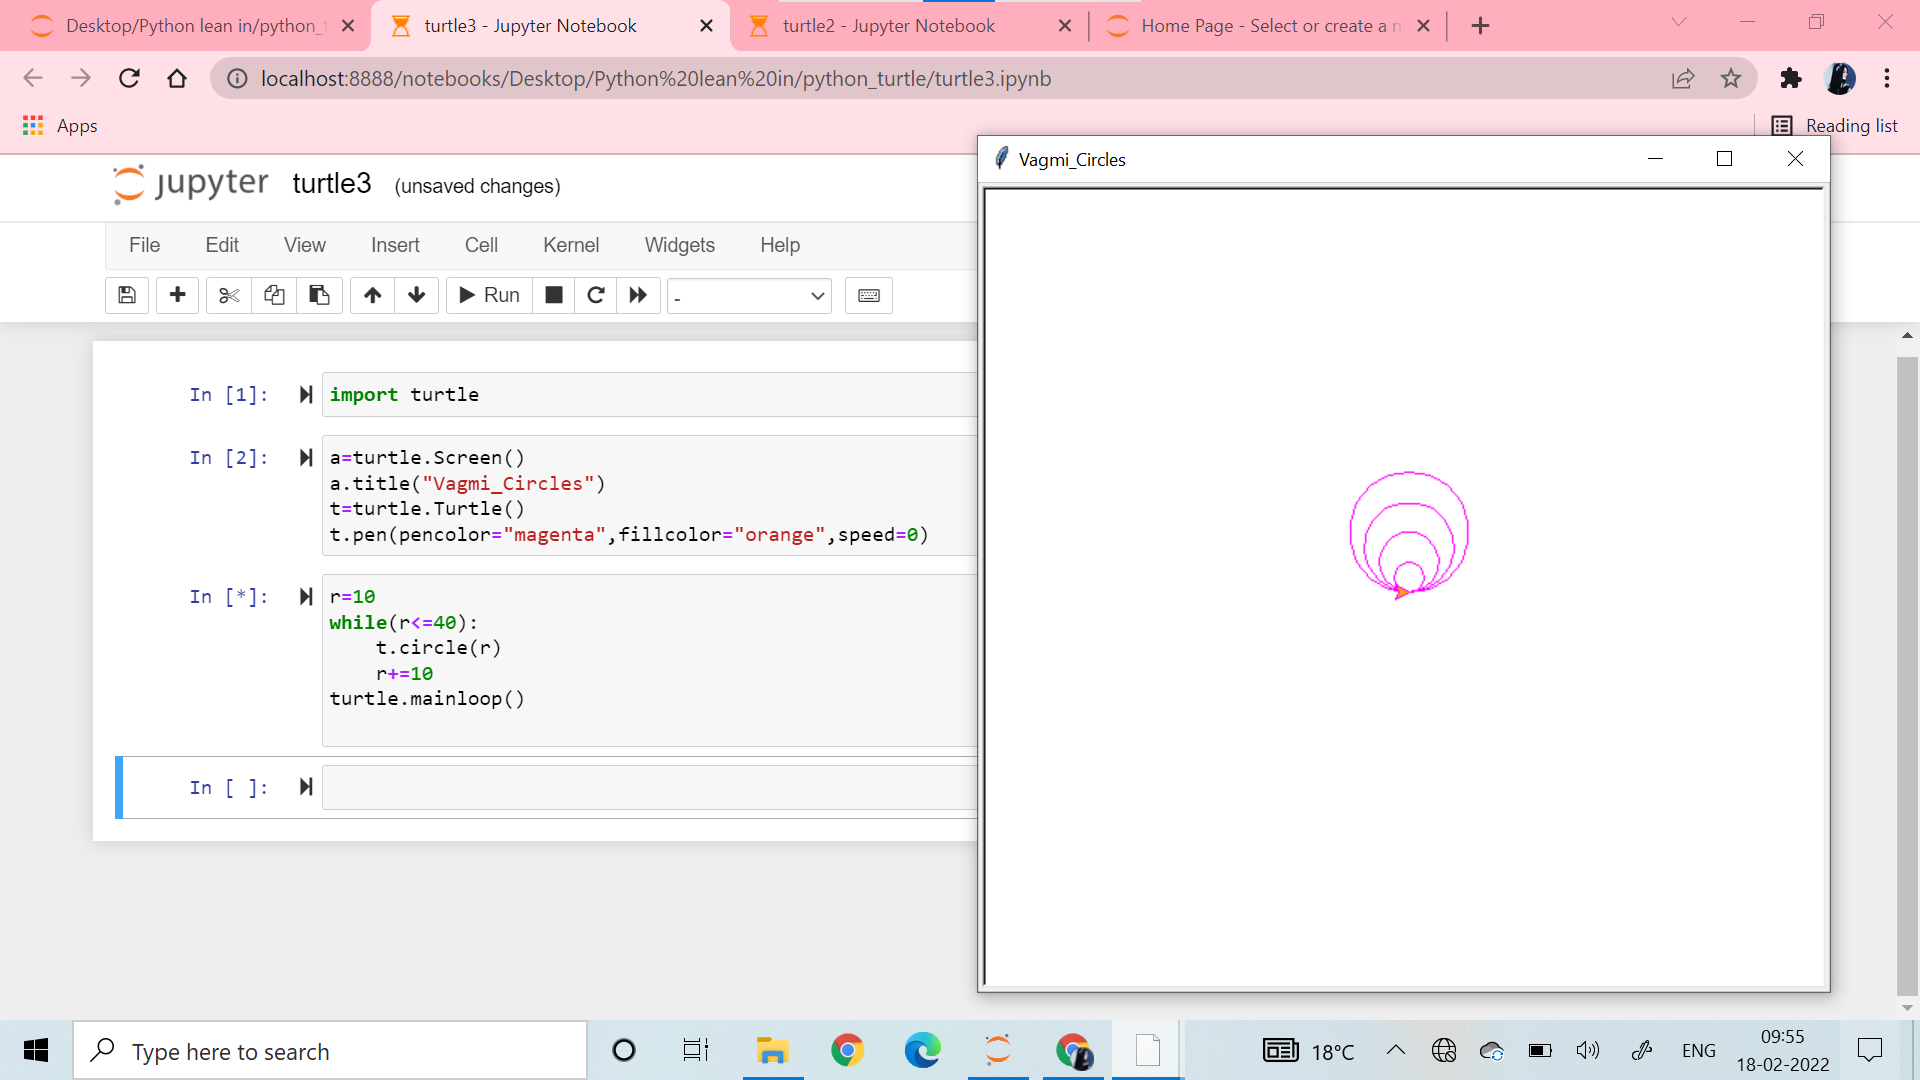 Desktop/Python lean in/python_t
turtle3 - Jupyter Notebook
turtle2 - Jupyter Notebook
Home Page - Select or create a n
localhost:8888/notebooks/Desktop/Python%20lean%20in/python_turtle/turtle3.ipynb
Apps
Reading list
Vagmi_Circles
jupyter turtle3 (unsaved changes)
File Edit View Insert Cell Kernel Widgets Help
Run -
In [1]: import turtle
In [2]: a=turtle.Screen()
a.title("Vagmi_Circles")
t=turtle.Turtle()
t.pen(pencolor="magenta",fillcolor="orange",speed=0)
In [*]: r=10
while(r<=40):
    t.circle(r)
    r+=10
turtle.mainloop()
In [ ]:
Type here to search
18°C
ENG
09:55
18-02-2022